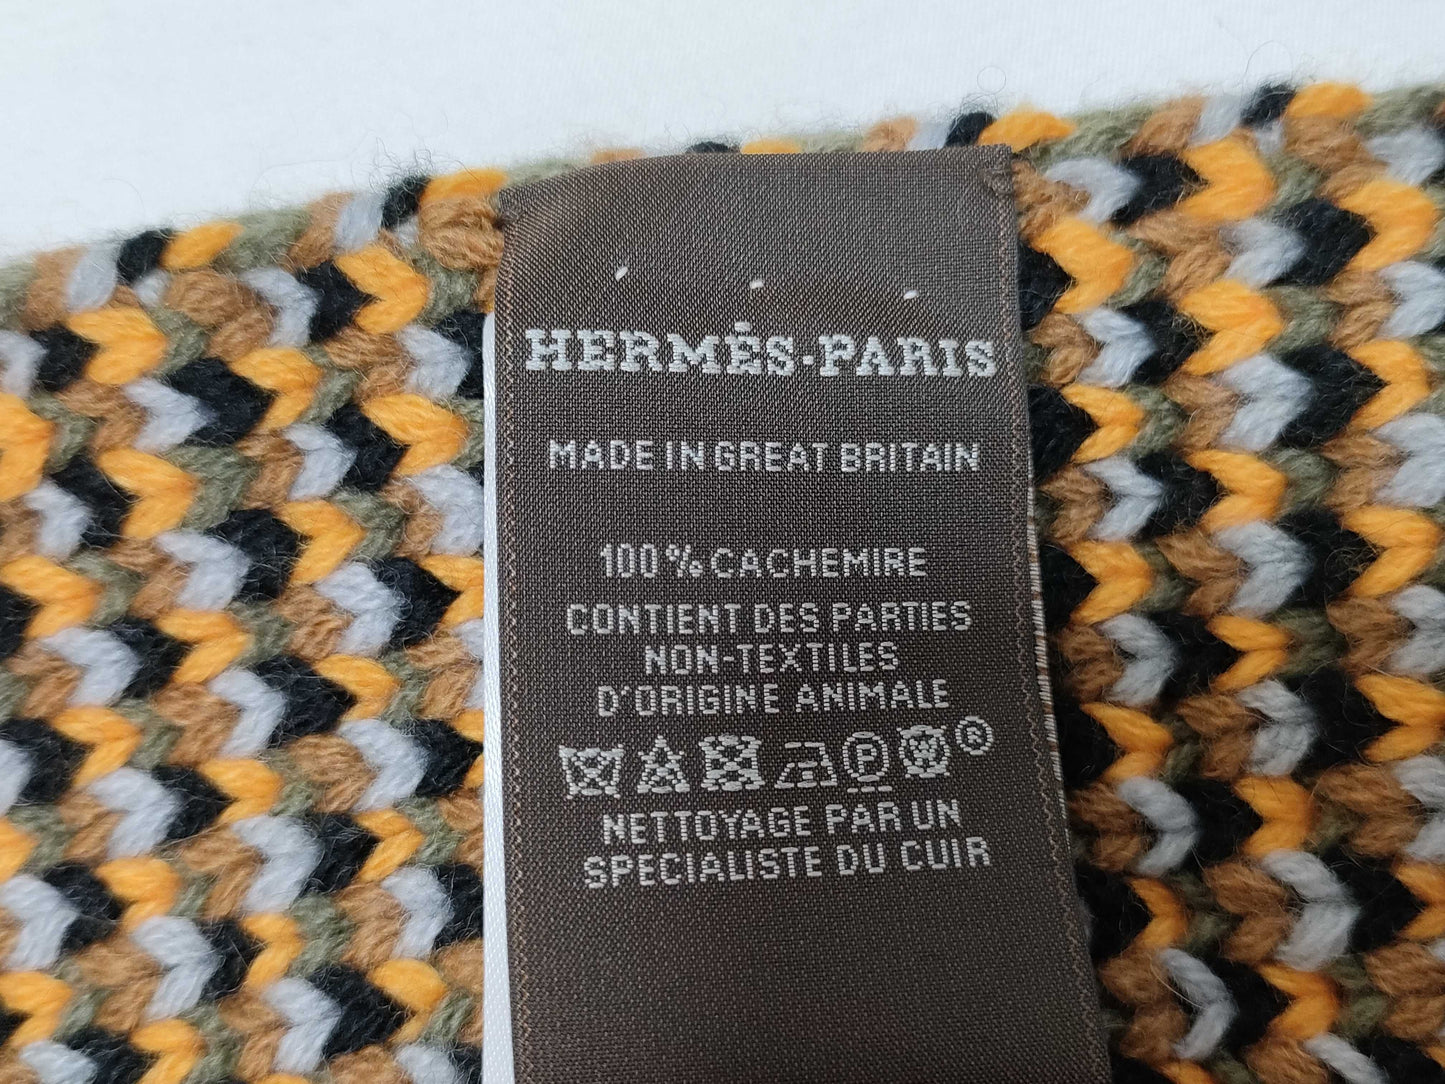 HERMÈS-PARIS
MADE IN GREAT BRITAIN
100% CACHEMIRE
CONTIENT DES PARTIES
NON-TEXTILES
D'ORIGINE ANIMALE
P W ®
NETTOYAGE PAR UN
SPECIALISTE DU CUIR